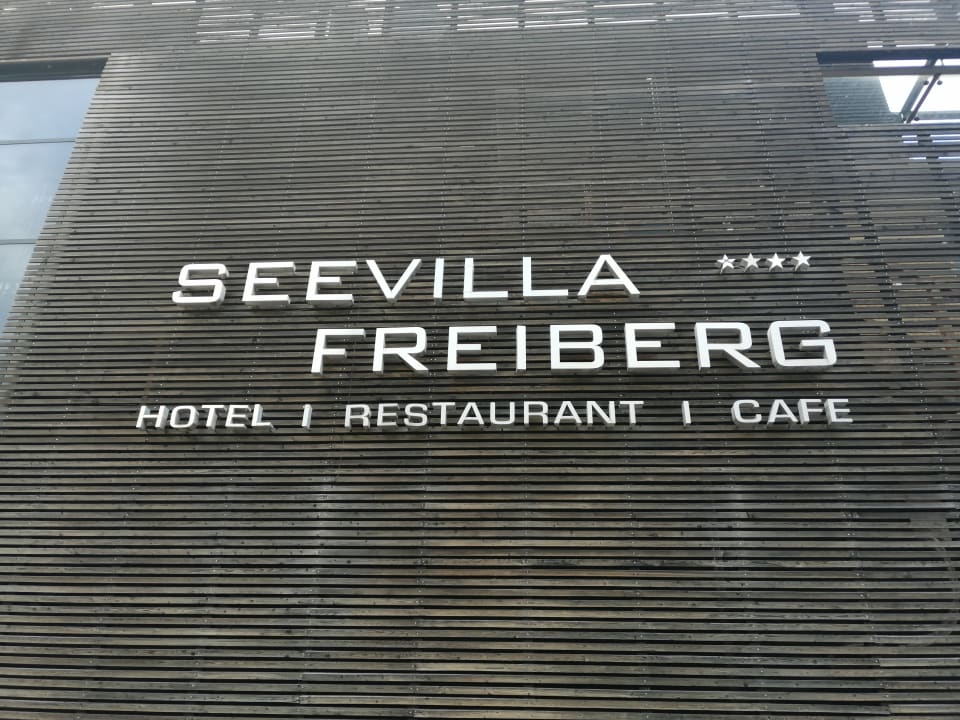 SEEVILLA ****
FREIBERG
HOTEL | RESTAURANT | CAFE